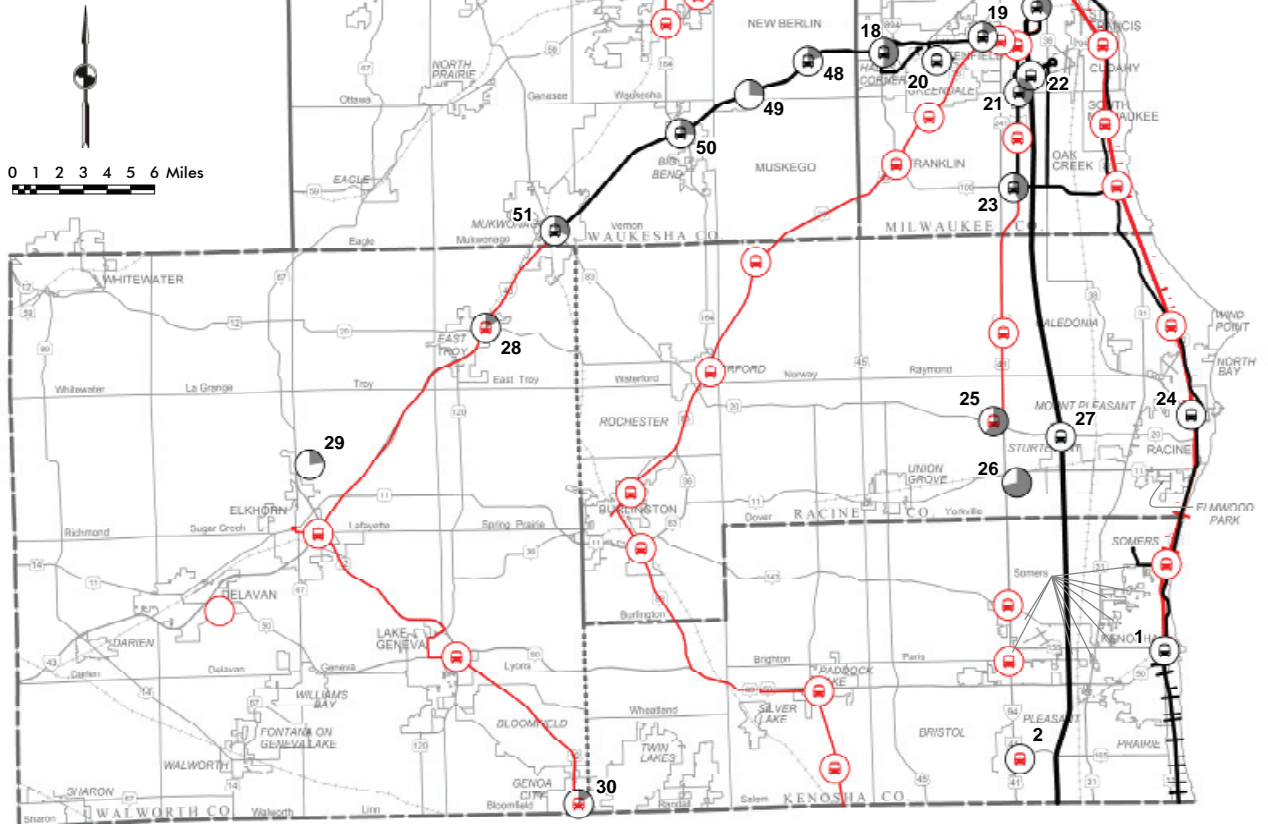 NEW BERLIN
19
18
48
20
22
21
49
50
51
23
NORTH
PRAIRIE
Ottawa
Genesee
Waukesha
GREENDALE
CUDAHY
0 1 2 3 4 5 6 Miles
EAGLE
BIG
BEND
MUSKEGO
OAK
CREEK
Eagle
Mukwonago
Vernon
WAUKESHA CO.
MILWAUKEE CO.
WHITEWATER
28
EAST
TROY
CALEDONIA
WIND
POINT
NORTH
BAY
Whitewater
La Grange
Troy
East Troy
Waterford
Norway
Raymond
ROCHESTER
25
MOUNT PLEASANT
24
27
29
26
RACINE
UNION
GROVE
ELKHORN
BURLINGTON
Dover
RACINE CO.
Yorkville
ELMWOOD
PARK
Richmond
Sugar Creek
Lafayette
Spring Prairie
SOMERS
Somers
DELAVAN
Burlington
DARIEN
LAKE
GENEVA
1
Darien
Delavan
Geneva
Lyons
Brighton
Paris
WILLIAMS
BAY
SILVER
LAKE
Wheatland
BLOOMFIELD
BRISTOL
PLEASANT
PRAIRIE
2
FONTANA ON
GENEVA LAKE
TWIN
LAKES
WALWORTH
GENOA
CITY
30
SHARON
Sharon
WALWORTH CO.
Walworth
Linn
Bloomfield
Randall
Salem
KENOSHA CO.